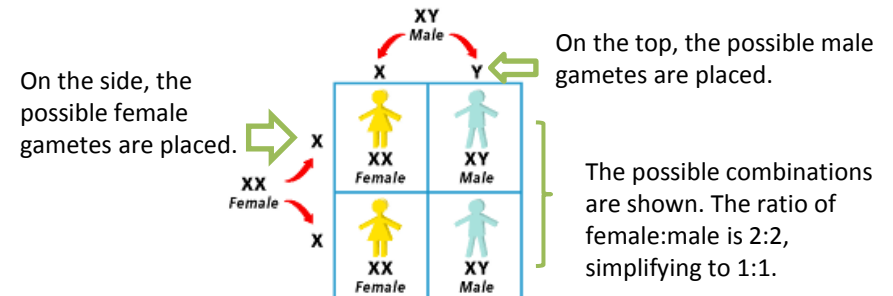 XY
Male
On the top, the possible male
gametes are placed.
On the side, the
possible female
gametes are placed.
X Y
X
XX
Female
XY
Male
XX
Female
X
XX
Female
XY
Male
The possible combinations
are shown. The ratio of
female:male is 2:2,
simplifying to 1:1.